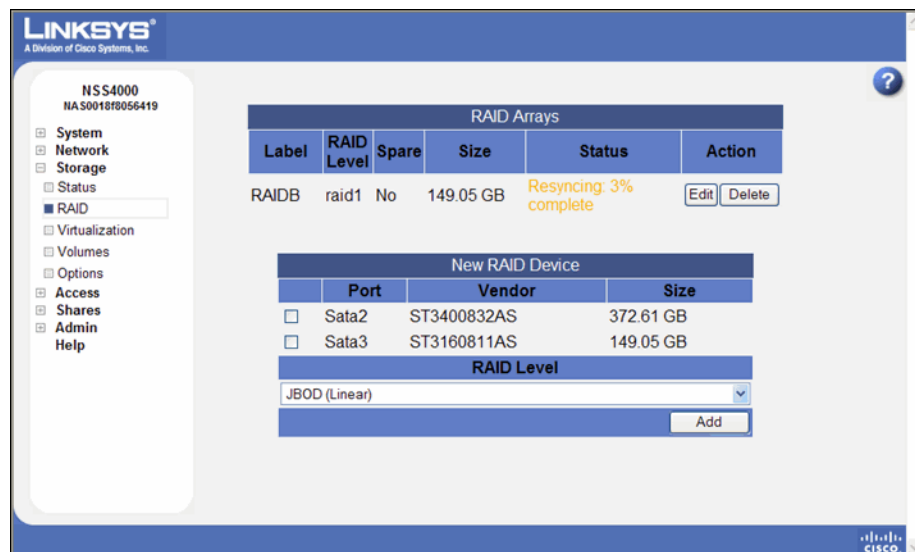 LINKSYS®
A Division of Cisco Systems, Inc.
NSS4000
NAS0018f8056419
System
Network
Storage
Status
RAID
Virtualization
Volumes
Options
Access
Shares
Admin
Help
?
RAID Arrays
Label RAID Level Spare Size Status Action
RAIDB raid1 No 149.05 GB Resyncing: 3% complete Edit Delete
New RAID Device
Port Vendor Size
Sata2 ST3400832AS 372.61 GB
Sata3 ST3160811AS 149.05 GB
RAID Level
JBOD (Linear)
Add
CISCO